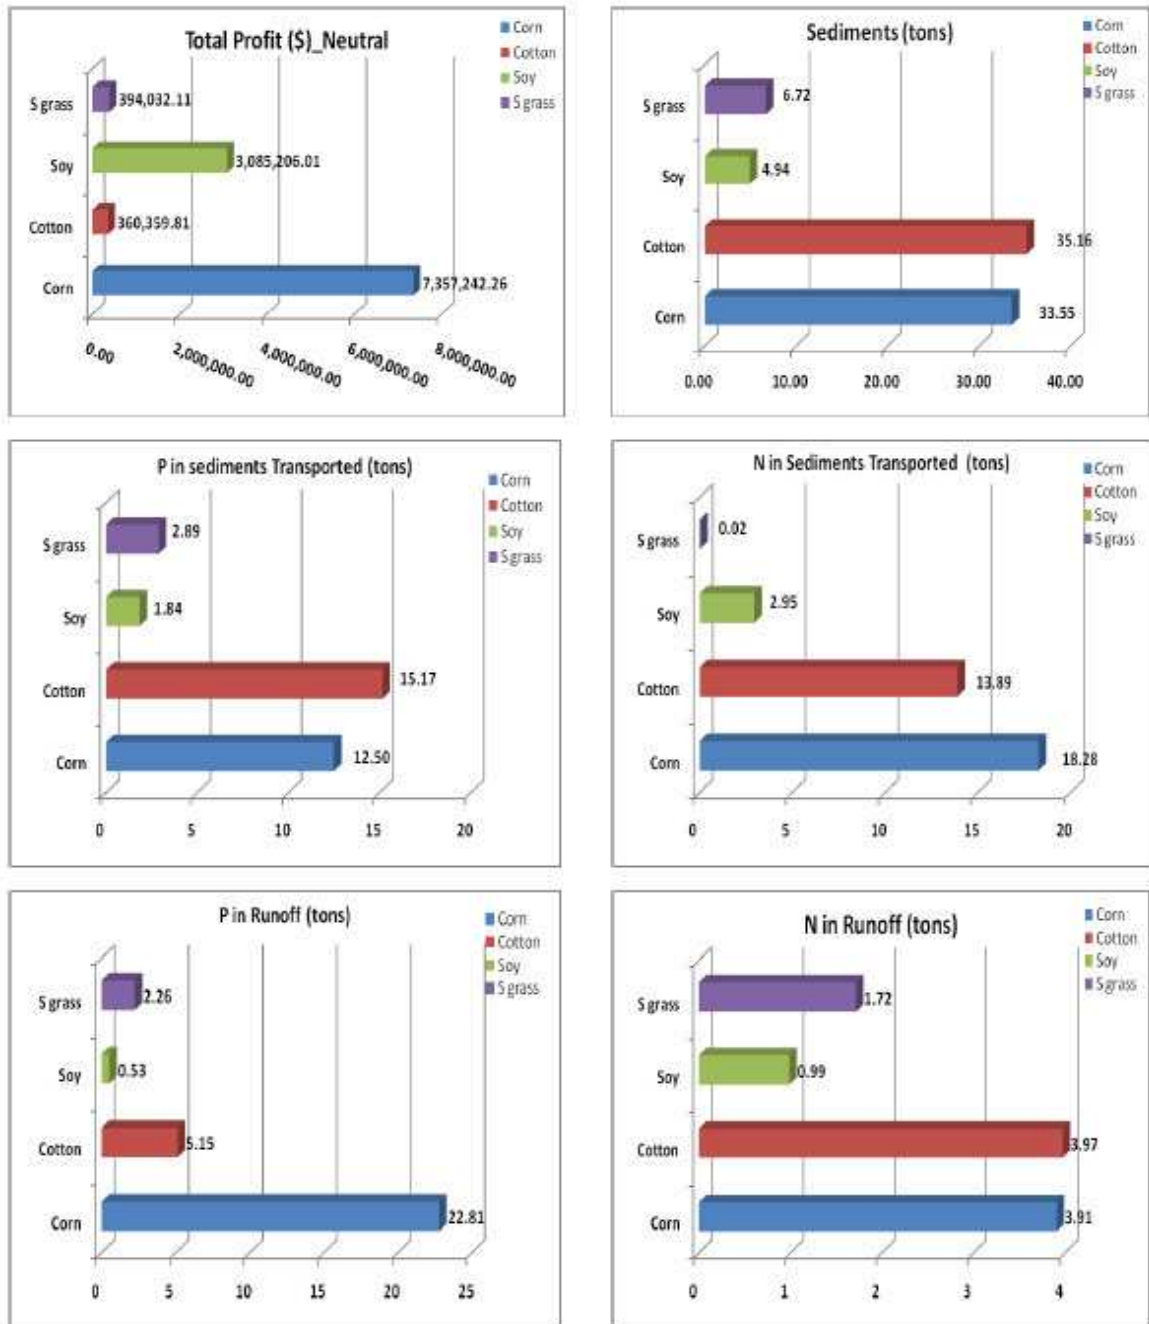 Total Profit ($)_Neutral
Corn
Cotton
Soy
S grass
S grass
394,032.11
Soy
3,085,206.01
Cotton
360,359.81
Corn
7,357,242.26
0.00
2,000,000.00
4,000,000.00
6,000,000.00
8,000,000.00
Sediments (tons)
Corn
Cotton
Soy
S grass
S grass
6.72
Soy
4.94
Cotton
35.16
Corn
33.55
0.00 10.00 20.00 30.00 40.00
P in sediments Transported (tons)
Corn
Cotton
Soy
S grass
S grass
2.89
Soy
1.84
Cotton
15.17
Corn
12.50
0 5 10 15 20
N in Sediments Transported (tons)
Corn
Cotton
Soy
S grass
S grass
0.02
Soy
2.95
Cotton
13.89
Corn
18.28
0 5 10 15 20
P in Runoff (tons)
Corn
Cotton
Soy
S grass
S grass
2.26
Soy
0.53
Cotton
5.15
Corn
22.81
0 5 10 15 20 25
N in Runoff (tons)
Corn
Cotton
Soy
S grass
S grass
1.72
Soy
0.99
Cotton
3.97
Corn
3.91
0 1 2 3 4